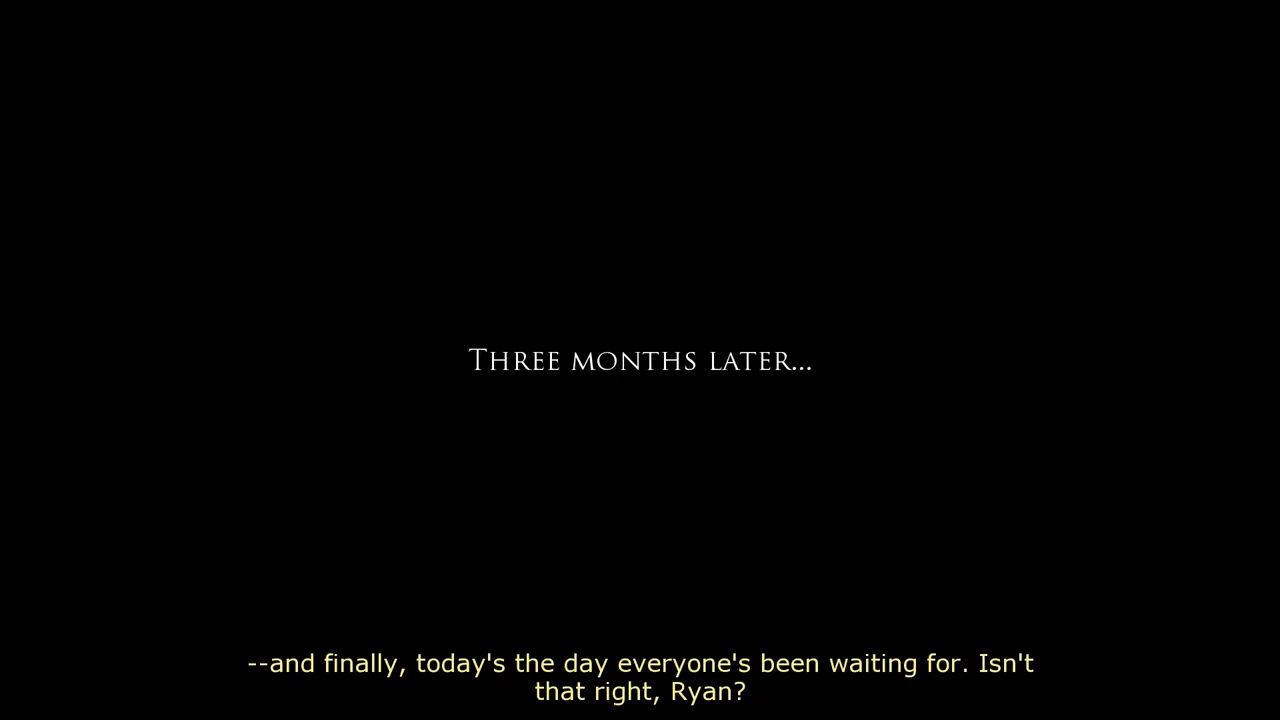 Three months later...
--and finally, today's the day everyone's been waiting for. Isn't
that right, Ryan?